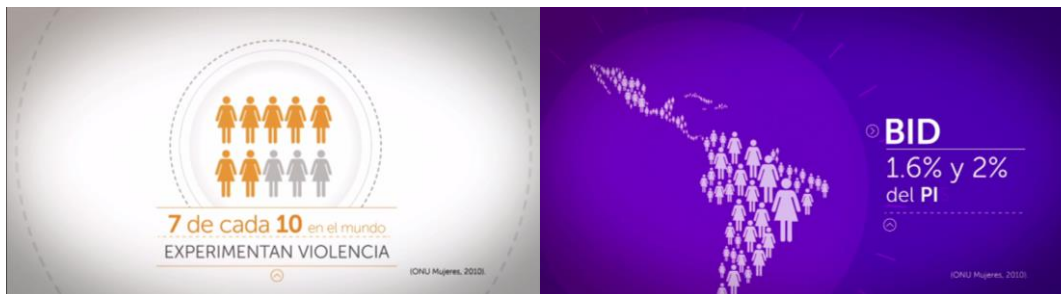 7 de cada 10 en el mundo
EXPERIMENTAN VIOLENCIA
(ONU Mujeres, 2010).
BID
1.6% y 2%
del PI
(ONU Mujeres, 2010)